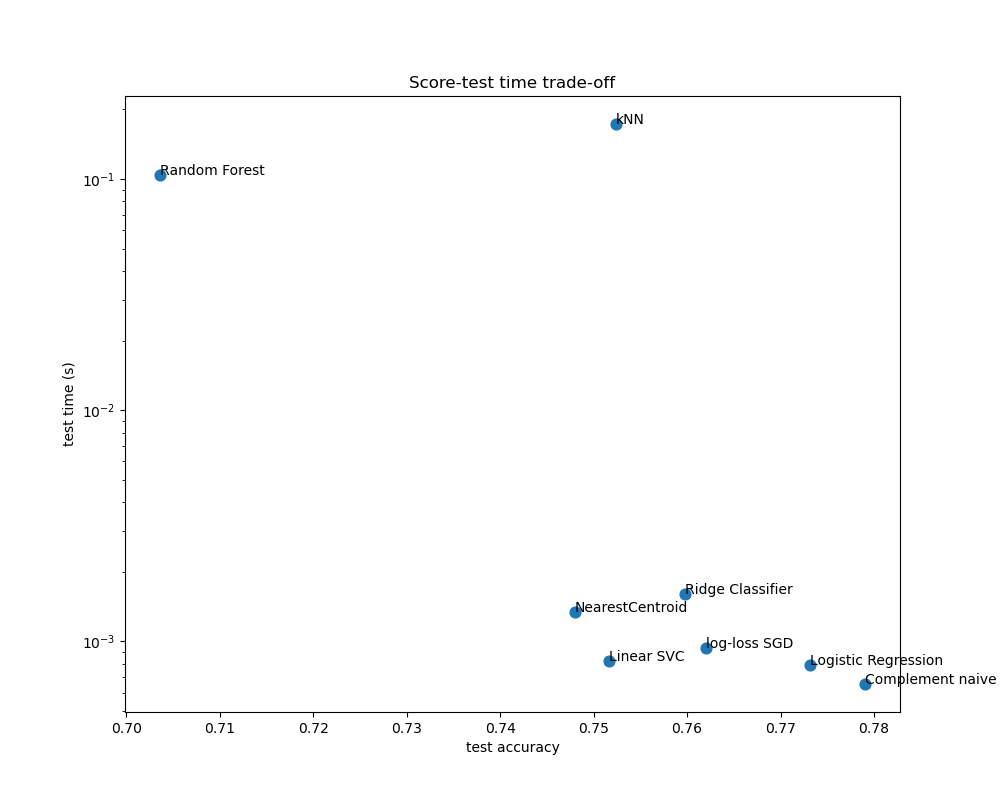 Score-test time trade-off
kNN
Random Forest
10⁻¹
10⁻²
10⁻³
test time (s)
Ridge Classifier
NearestCentroid
log-loss SGD
Linear SVC
Logistic Regression
Complement naive
0.70 0.71 0.72 0.73 0.74 0.75 0.76 0.77 0.78
test accuracy